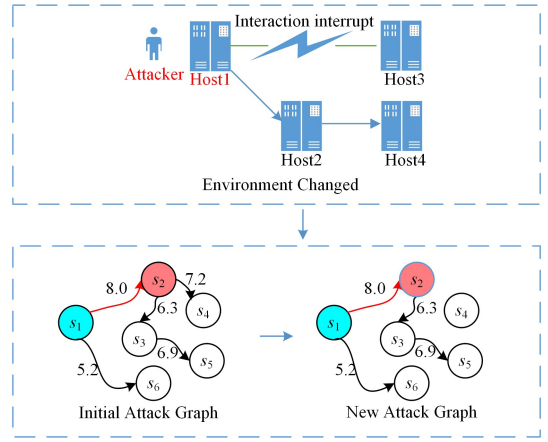 Interaction interrupt
Attacker
Host1
Host3
Host2
Host4
Environment Changed
8.0
s2
7.2
s4
s1
6.3
s3
6.9
s5
5.2
s6
Initial Attack Graph
8.0
s2
s4
s1
6.3
s3
6.9
s5
5.2
s6
New Attack Graph